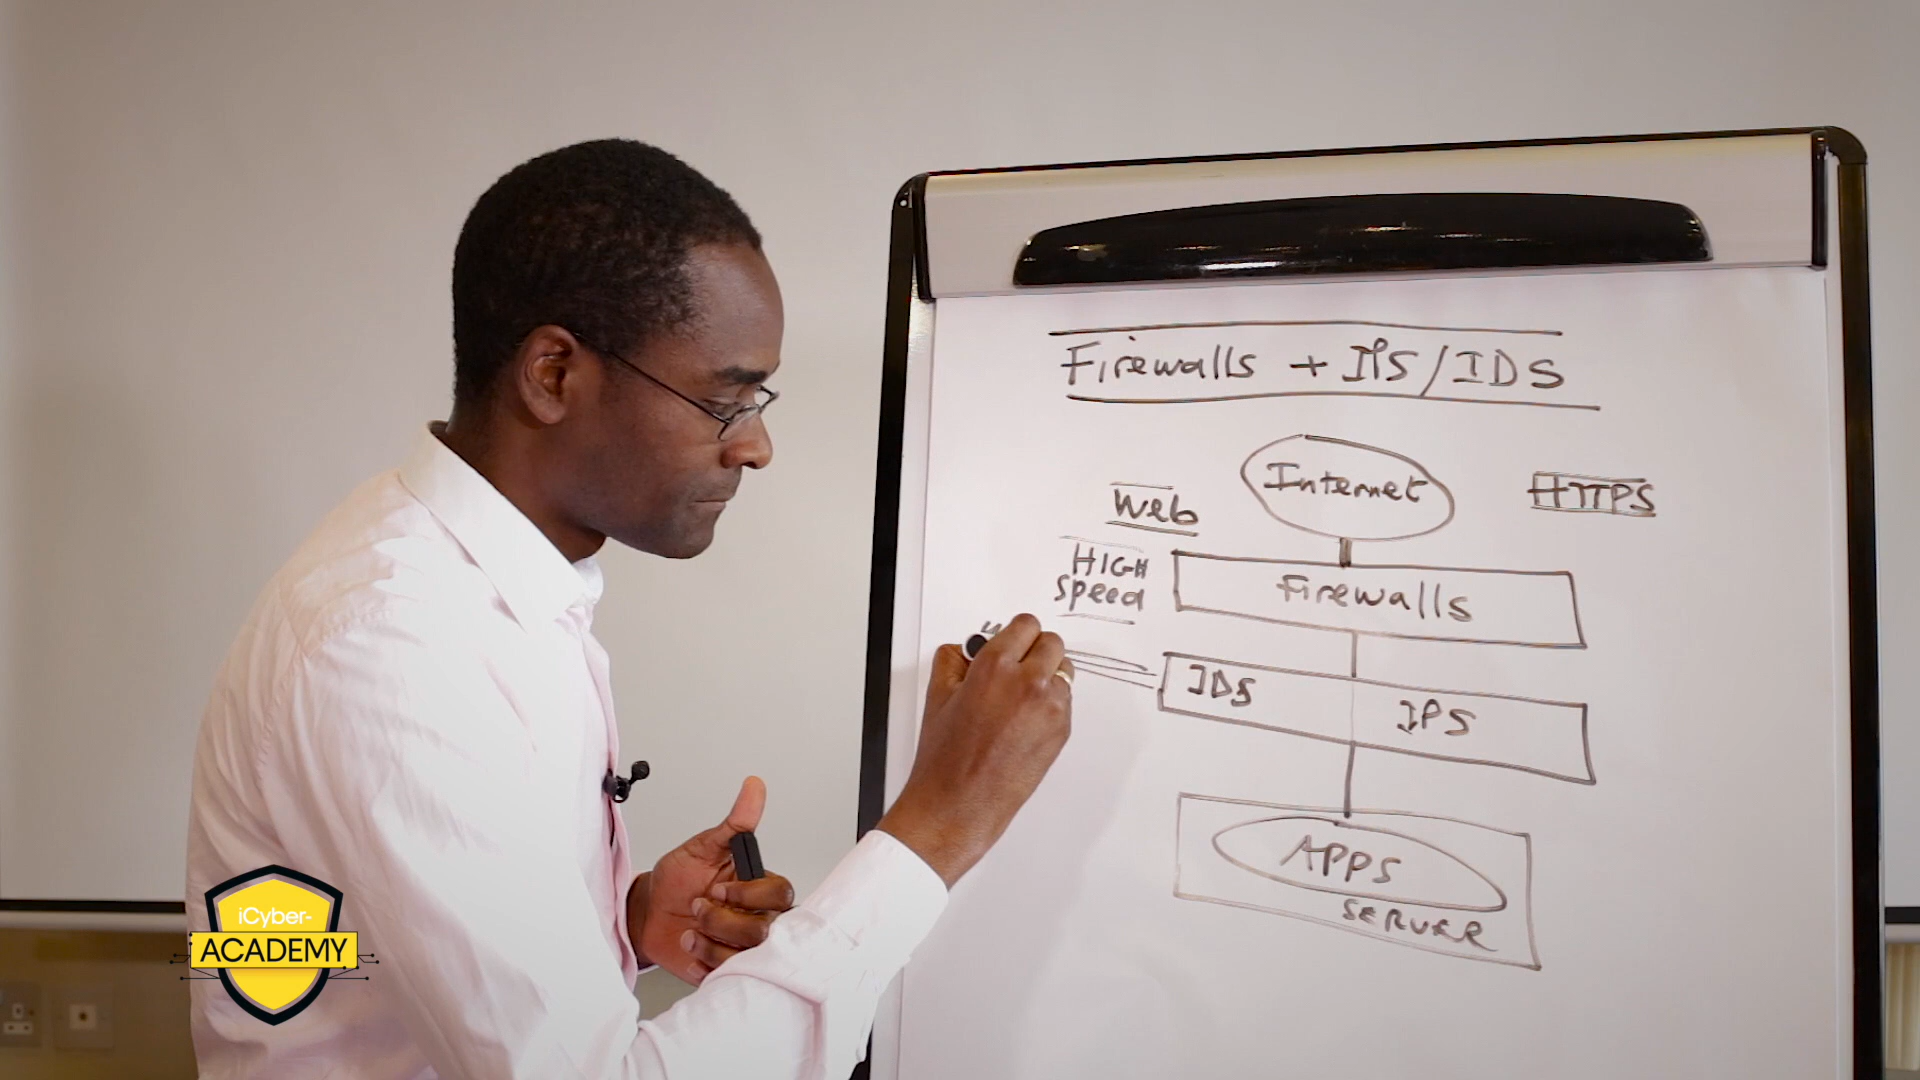 Firewalls + IPS/IDS
Internet
Web
HTTPS
HIGH
Speed
Firewalls
IDS
IPS
APPS
SERVER
iCyber-
ACADEMY